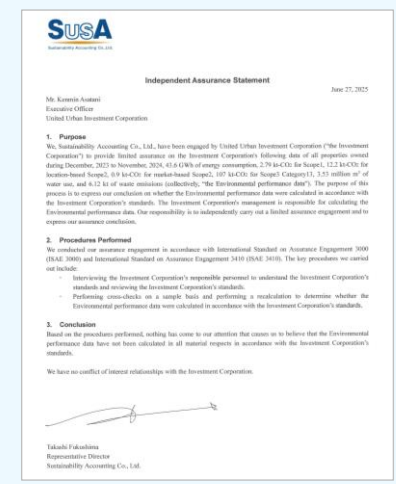 SusA
Sustainability Accounting Co., Ltd.
Independent Assurance Statement
June 27, 2025
Mr. Kenmin Asatani
Executive Officer
United Urban Investment Corporation
1. Purpose
We, Sustainability Accounting Co., Ltd., have been engaged by United Urban Investment Corporation ("the Investment
Corporation") to provide limited assurance on the Investment Corporation's following data of all properties owned
during December, 2023 to November, 2024, 43.6 GWh of energy consumption, 2.79 kt-CO₂ for Scope1, 12.2 kt-CO₂ for
location-based Scope2, 0.9 kt-CO₂ for market-based Scope2, 107 kt-CO₂ for Scope3 Category13, 3.53 million m³ of
water use, and 6.12 kt of waste emissions (collectively, "the Environmental performance data"). The purpose of this
process is to express our conclusion on whether the Environmental performance data were calculated in accordance with
the Investment Corporation's standards. The Investment Corporation's management is responsible for calculating the
Environmental performance data. Our responsibility is to independently carry out a limited assurance engagement and to
express our assurance conclusion.
2. Procedures Performed
We conducted our assurance engagement in accordance with International Standard on Assurance Engagement 3000
(ISAE 3000) and International Standard on Assurance Engagement 3410 (ISAE 3410). The key procedures we carried
out include:
- Interviewing the Investment Corporation's responsible personnel to understand the Investment Corporation's
standards and reviewing the Investment Corporation's standards.
- Performing cross-checks on a sample basis and performing a recalculation to determine whether the
Environmental performance data were calculated in accordance with the Investment Corporation's standards.
3. Conclusion
Based on the procedures performed, nothing has come to our attention that causes us to believe that the Environmental
performance data have not been calculated in all material respects in accordance with the Investment Corporation's
standards.
We have no conflict of interest relationships with the Investment Corporation.
Takashi Fukushima
Representative Director
Sustainability Accounting Co., Ltd.